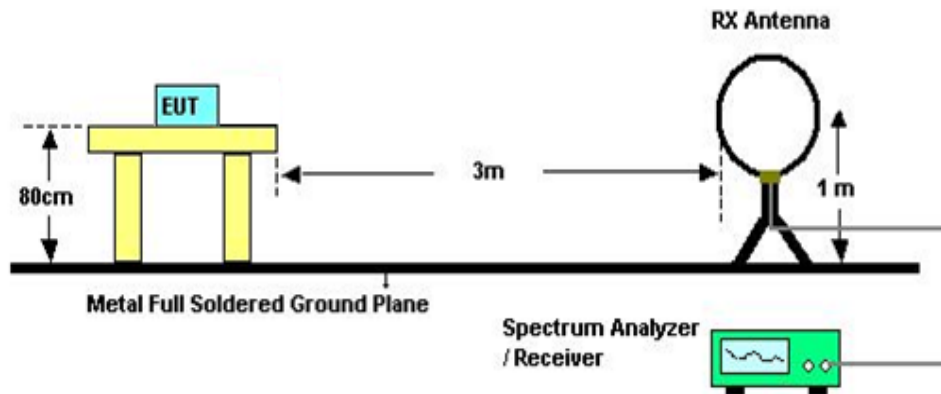 RX Antenna
EUT
3m
80cm
1 m
Metal Full Soldered Ground Plane
Spectrum Analyzer
/ Receiver